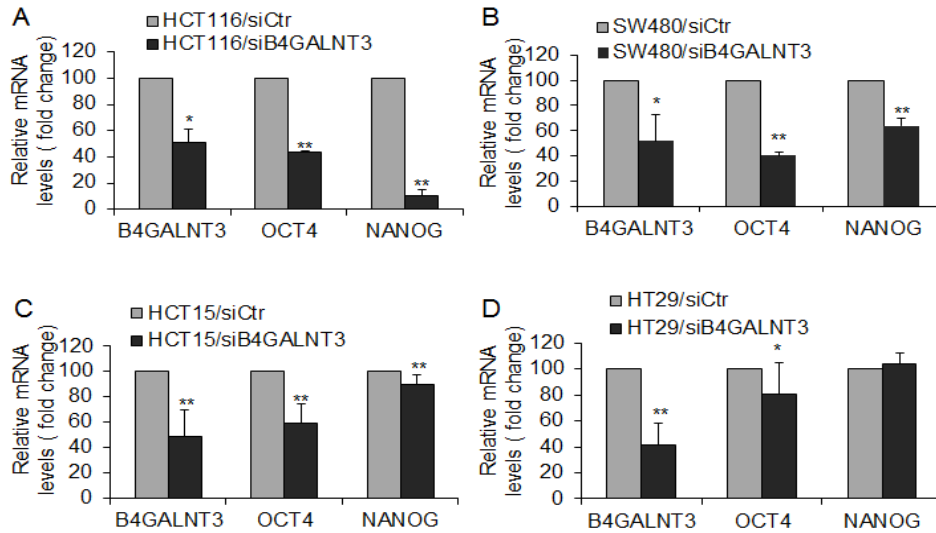 A
HCT116/siCtr
HCT116/siB4GALNT3
Relative mRNA
levels ( fold change)
120
100
80
60
40
20
0
*
**
**
B4GALNT3
OCT4
NANOG
B
SW480/siCtr
SW480/siB4GALNT3
Relative mRNA
levels ( fold change)
120
100
80
60
40
20
0
*
**
**
B4GALNT3
OCT4
NANOG
C
HCT15/siCtr
HCT15/siB4GALNT3
Relative mRNA
levels ( fold change)
120
100
80
60
40
20
0
**
**
**
B4GALNT3
OCT4
NANOG
D
HT29/siCtr
HT29/siB4GALNT3
Relative mRNA
levels ( fold change)
120
100
80
60
40
20
0
**
*
B4GALNT3
OCT4
NANOG